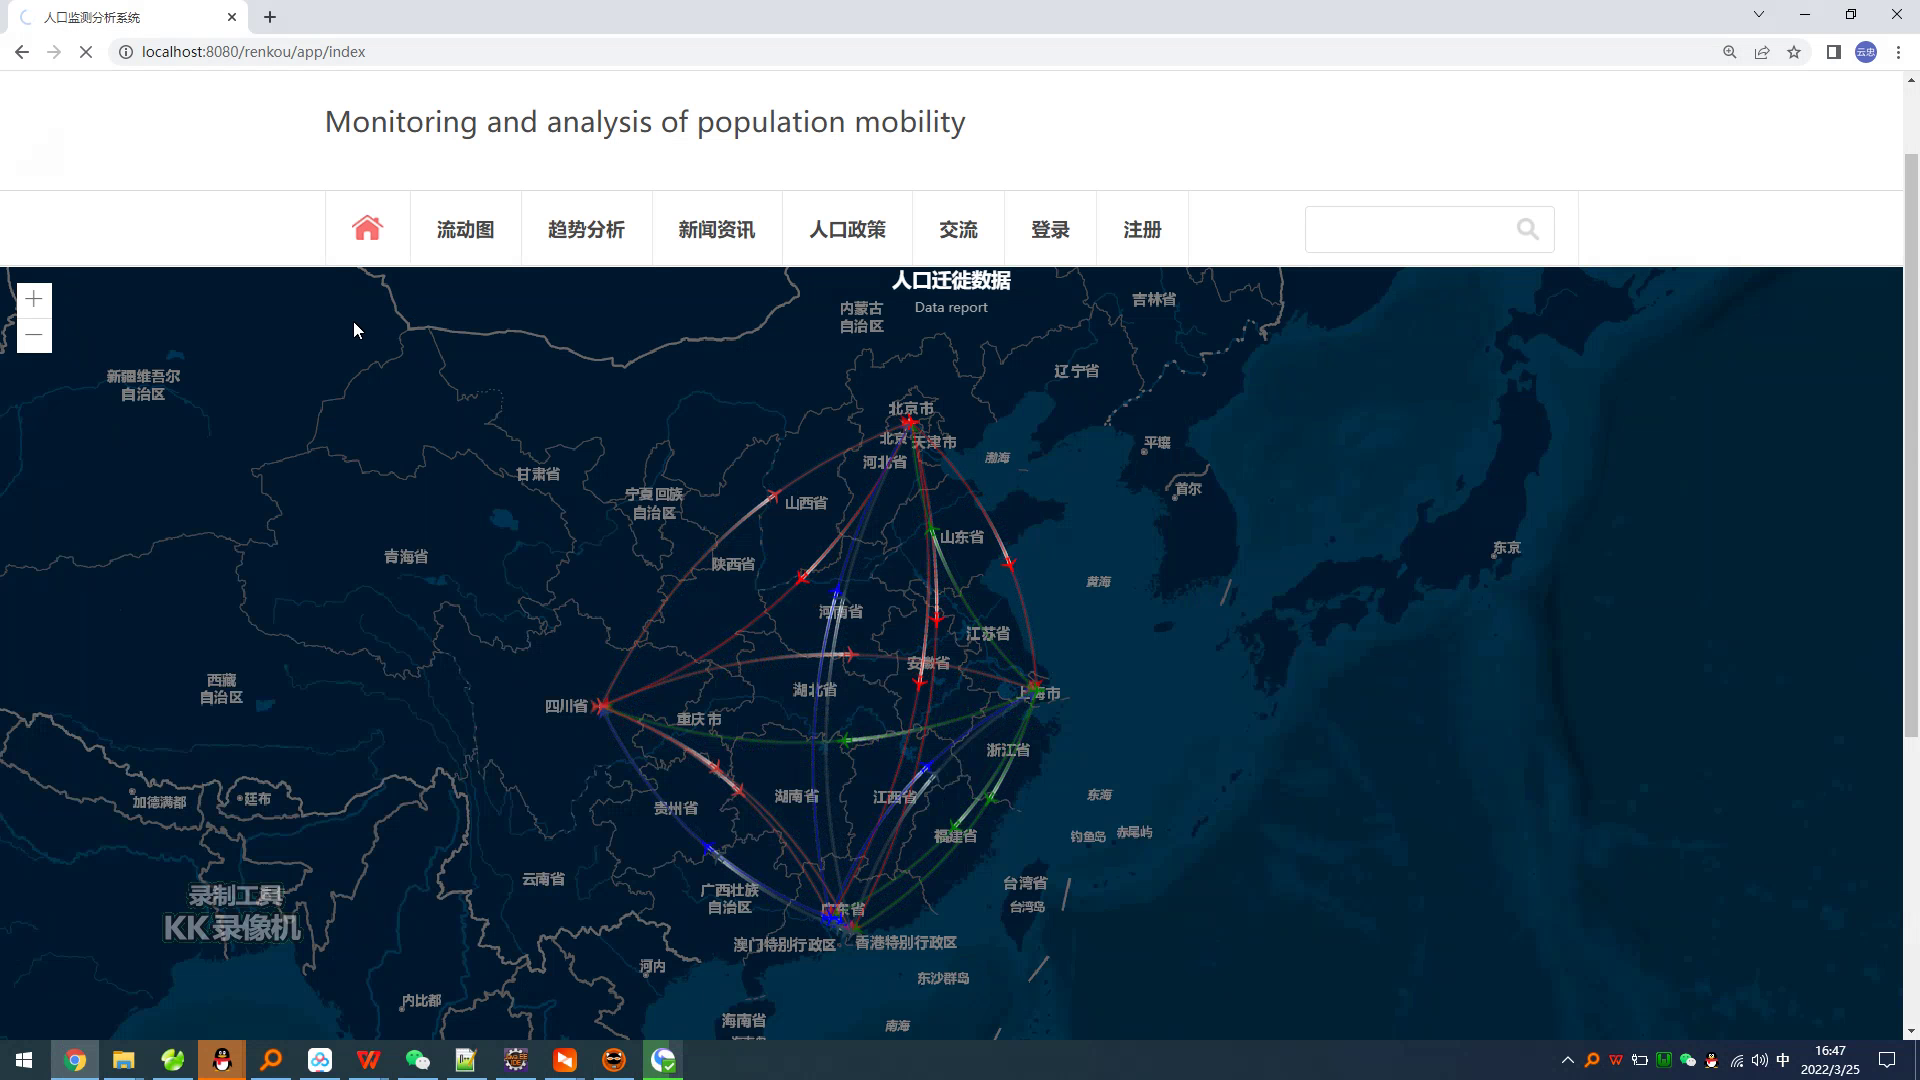 人口监测分析系统
localhost:8080/renkou/app/index
云忠
Monitoring and analysis of population mobility
流动图
趋势分析
新闻资讯
人口政策
交流
登录
注册
人口迁徙数据
Data report
内蒙古
自治区
吉林省
新疆维吾尔
自治区
辽宁省
北京市
北京
天津市
平壤
河北省
渤海
甘肃省
宁夏回族
自治区
山西省
首尔
山东省
东京
青海省
陕西省
黄海
河南省
江苏省
安徽省
西藏
自治区
湖北省
上海市
四川省
重庆市
浙江省
加德满都
廷布
贵州省
湖南省
江西省
东海
福建省
钓鱼岛
赤尾屿
云南省
广西壮族
自治区
台湾省
台湾岛
广东省
录制工具
KK 录像机
澳门特别行政区
香港特别行政区
河内
东沙群岛
内比都
海南省
南海
中
16:47
2022/3/25